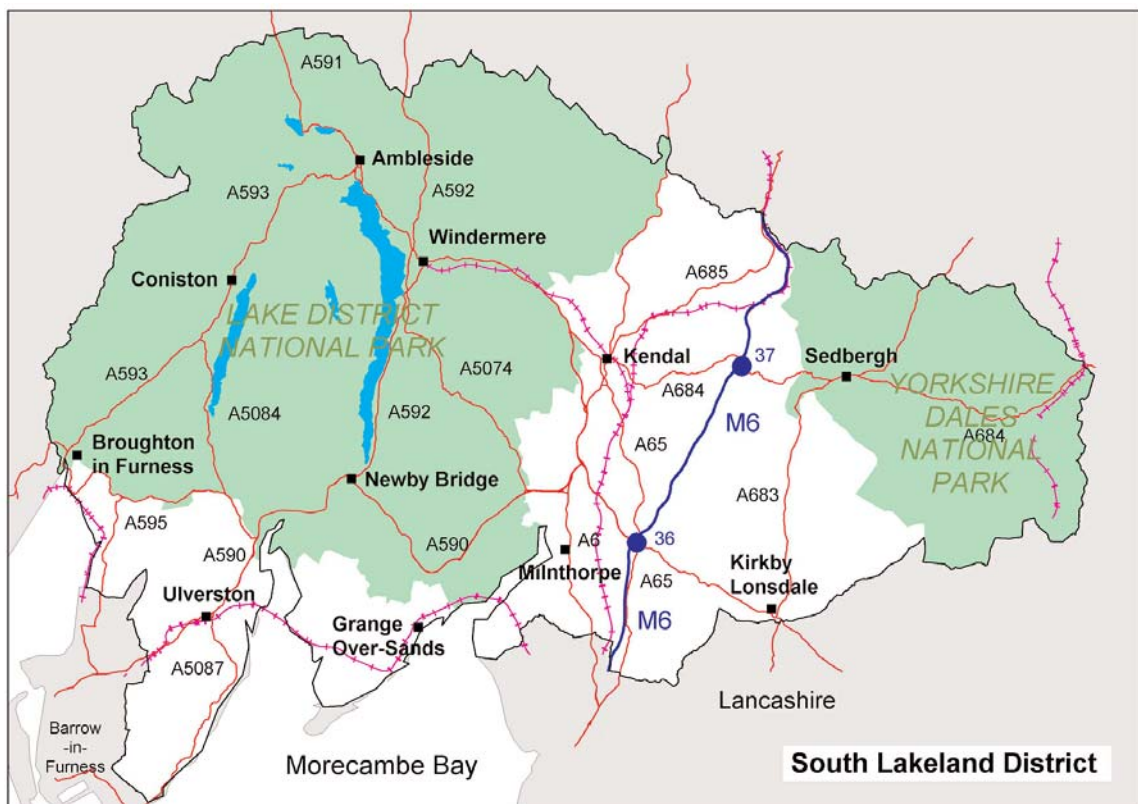 A591
Ambleside
A593
A592
Windermere
A685
Coniston
LAKE DISTRICT
NATIONAL PARK
Kendal
37
Sedbergh
A593
A5074
A684
YORKSHIRE
DALES
NATIONAL
PARK
A684
A5084
A592
M6
A65
Broughton
in Furness
Newby Bridge
A683
A595
A590
A590
A6
36
Milnthorpe
A65
Kirkby
Lonsdale
Ulverston
M6
Grange
Over-Sands
A5087
Lancashire
Barrow
-in-
Furness
Morecambe Bay
South Lakeland District